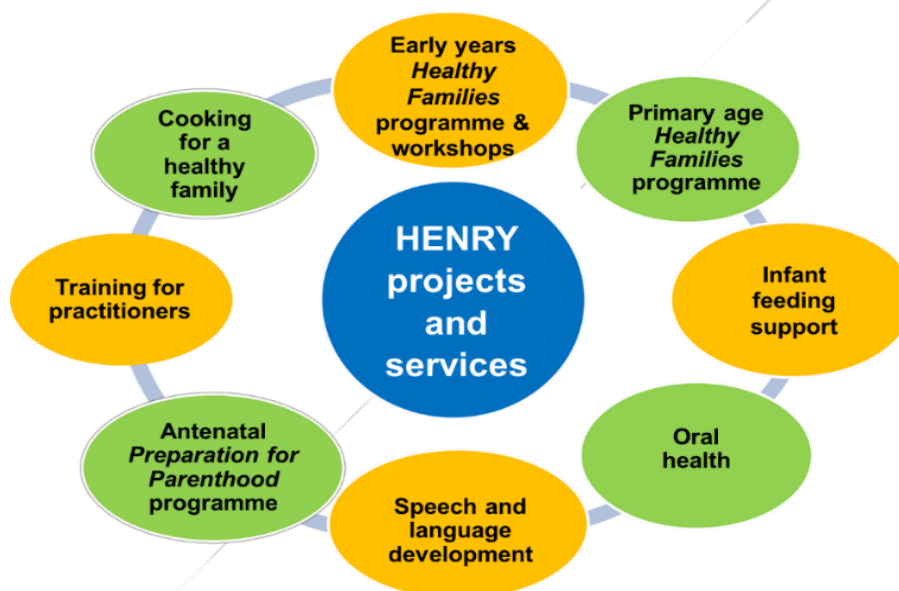 Early years
Healthy
Families
programme &
workshops
Primary age
Healthy
Families
programme
Infant
feeding
support
Oral
health
Speech and
language
development
Antenatal
Preparation for
Parenthood
programme
Training for
practitioners
Cooking
for a
healthy
family
HENRY
projects
and
services